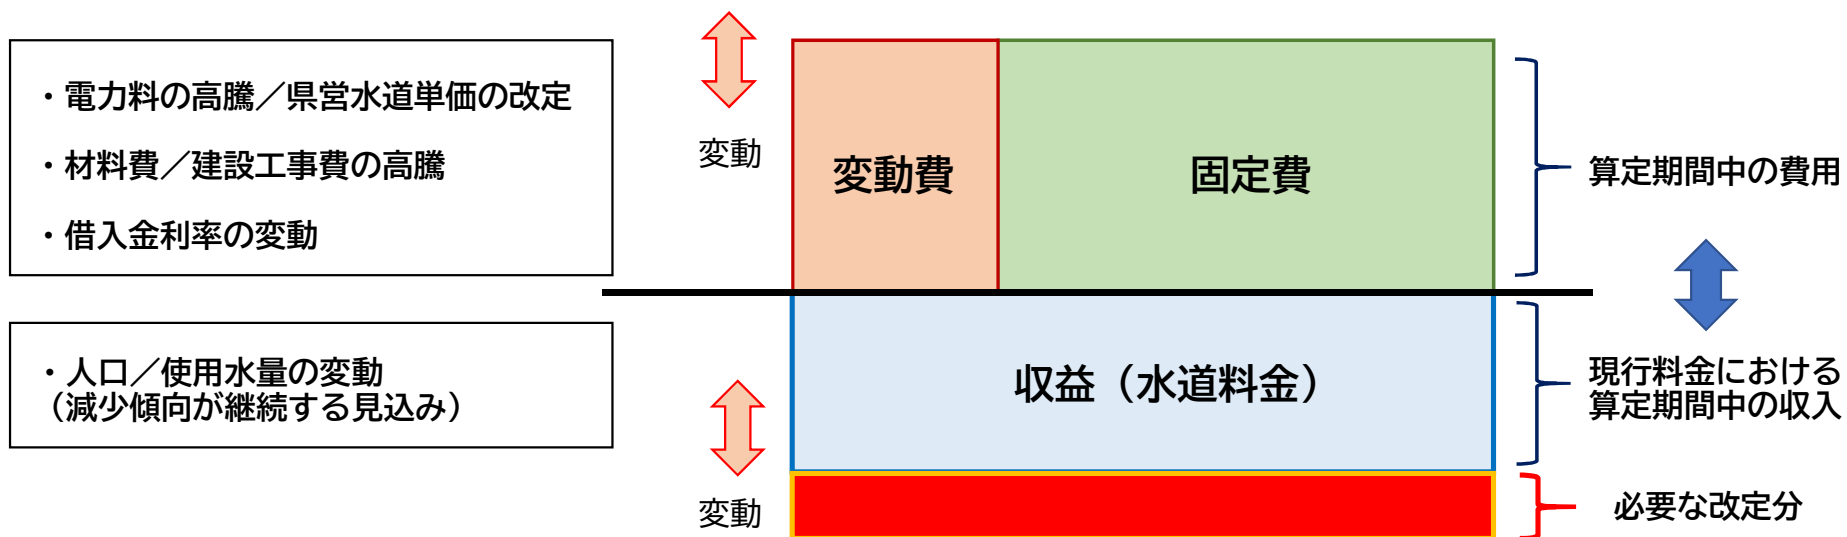 ・電力料の高騰／県営水道単価の改定
・材料費／建設工事費の高騰
・借入金利率の変動
変動
変動費
固定費
算定期間中の費用
・人口／使用水量の変動
（減少傾向が継続する見込み）
変動
収益（水道料金）
現行料金における
算定期間中の収入
必要な改定分